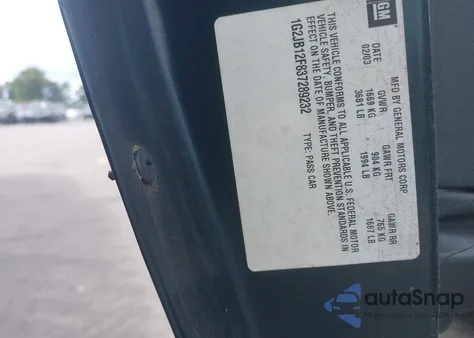 GM
MFD BY GENERAL MOTORS CORP
DATE GVWR GAWR FRT GAWR RR
02/03 1669 KG 904 KG 765 KG
3681 LB 1994 LB 1687 LB
THIS VEHICLE CONFORMS TO ALL APPLICABLE U.S. FEDERAL MOTOR
VEHICLE SAFETY, BUMPER, AND THEFT PREVENTION STANDARDS IN
EFFECT ON THE DATE OF MANUFACTURE SHOWN ABOVE.
1G2JB12F837289232 TYPE: PASS CAR
autoSnap